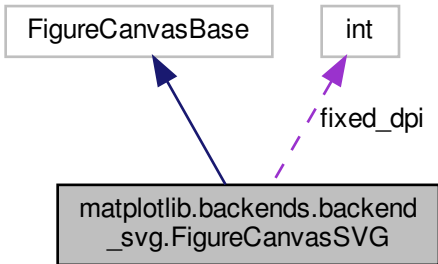 FigureCanvasBase
int
fixed_dpi
matplotlib.backends.backend
_svg.FigureCanvasSVG